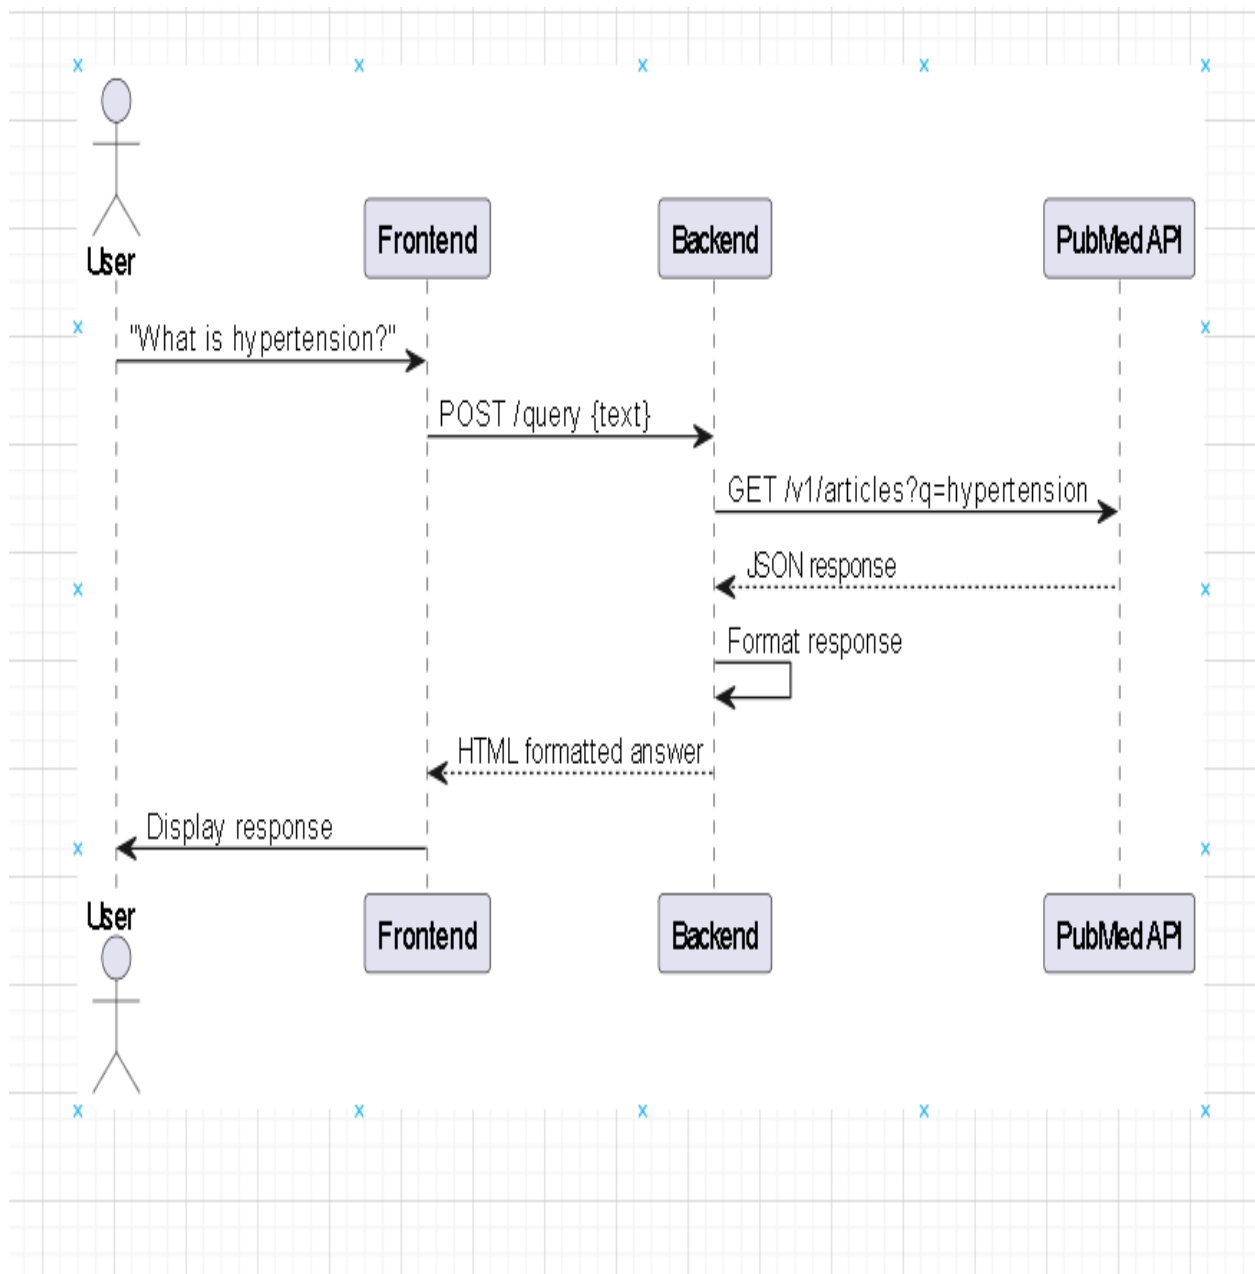 User
Frontend
Backend
PubMed API
"What is hypertension?"
POST /query {text}
GET /v1/articles?q=hypertension
JSON response
Format response
HTML formatted answer
Display response
User
Frontend
Backend
PubMed API